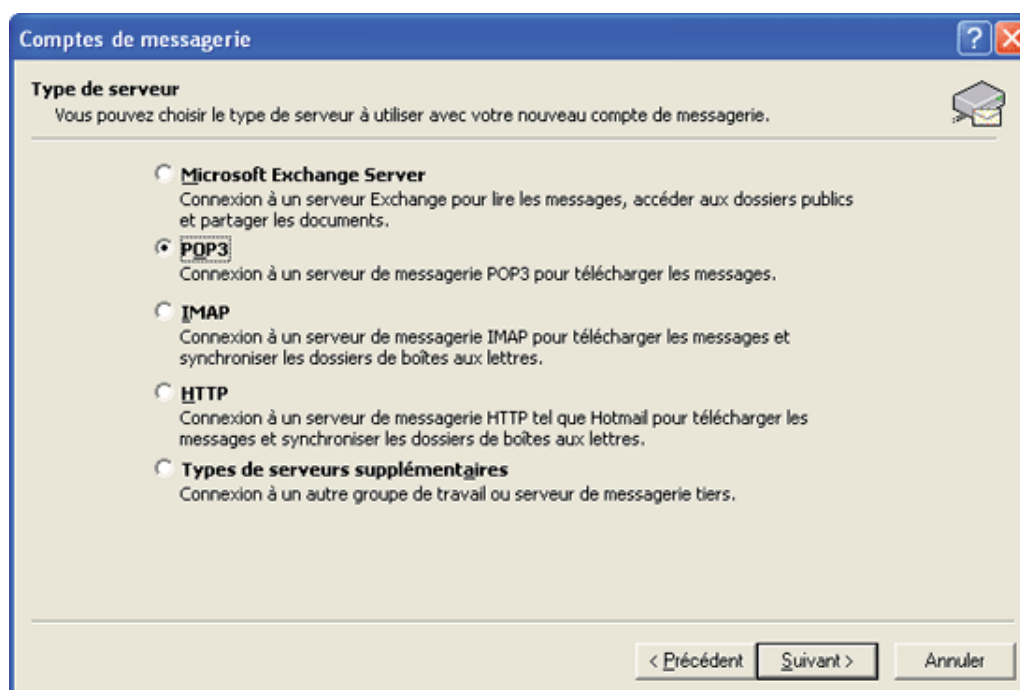 Comptes de messagerie
Type de serveur
Vous pouvez choisir le type de serveur à utiliser avec votre nouveau compte de messagerie.
Microsoft Exchange Server
Connexion à un serveur Exchange pour lire les messages, accéder aux dossiers publics
et partager les documents.
POP3
Connexion à un serveur de messagerie POP3 pour télécharger les messages.
IMAP
Connexion à un serveur de messagerie IMAP pour télécharger les messages et
synchroniser les dossiers de boîtes aux lettres.
HTTP
Connexion à un serveur de messagerie HTTP tel que Hotmail pour télécharger les
messages et synchroniser les dossiers de boîtes aux lettres.
Types de serveurs supplémentaires
Connexion à un autre groupe de travail ou serveur de messagerie tiers.
< Précédent Suivant > Annuler